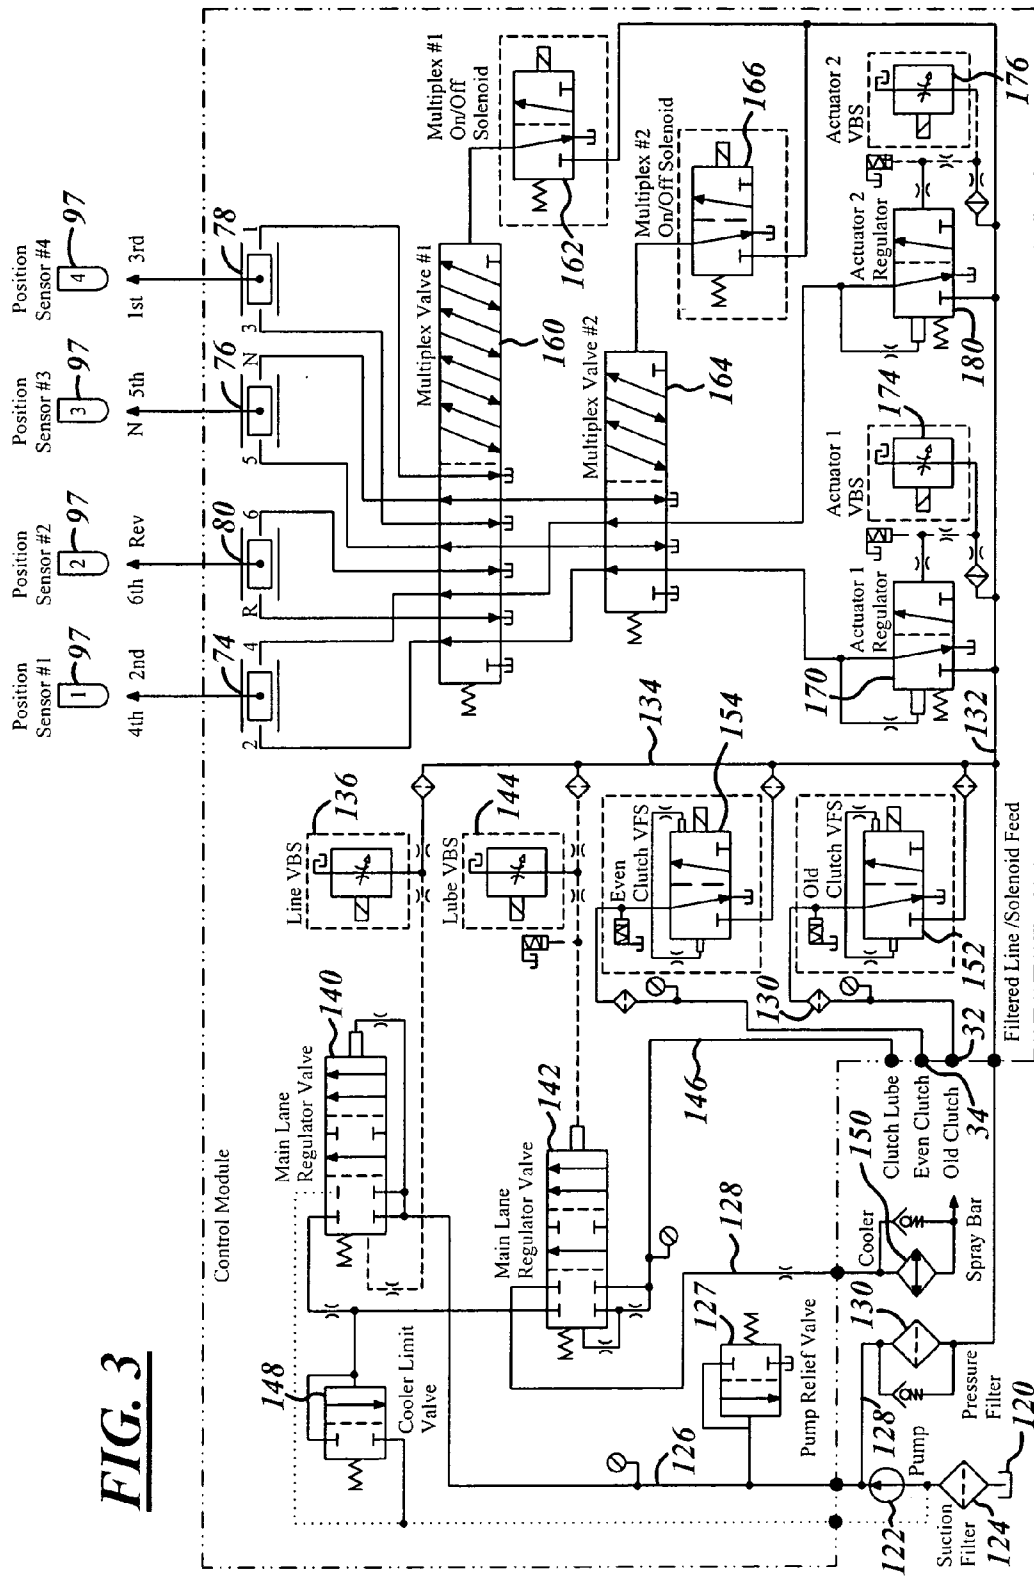 FIG. 3
Position
Sensor #1
1
97
Position
Sensor #2
2
97
Position
Sensor #3
3
97
Position
Sensor #4
4
97
4th 2nd
6th Rev
N 5th
1st 3rd
2
74
4
R
80
6
5
76
N
3
78
1
Control Module
Multiplex #1
On/Off
Solenoid
162
Multiplex Valve #1
160
Multiplex #2
On/Off Solenoid
166
Multiplex Valve #2
164
Line VBS
136
Lube VBS
144
134
Main Lane
Regulator Valve
140
Main Lane
Regulator Valve
142
148
Cooler Limit
Valve
Even
Clutch VFS
154
Old
Clutch VFS
152
130
Actuator 1
Regulator
170
Actuator 1
VBS
174
Actuator 2
Regulator
180
Actuator 2
VBS
176
132
Filtered Line /Solenoid Feed
146
128
127
Pump Relief Valve
126
Clutch Lube
Even Clutch
Old Clutch
32
34
150
Cooler
Spray Bar
130
Pressure
Filter
128
Pump
122
Suction
Filter
124
120